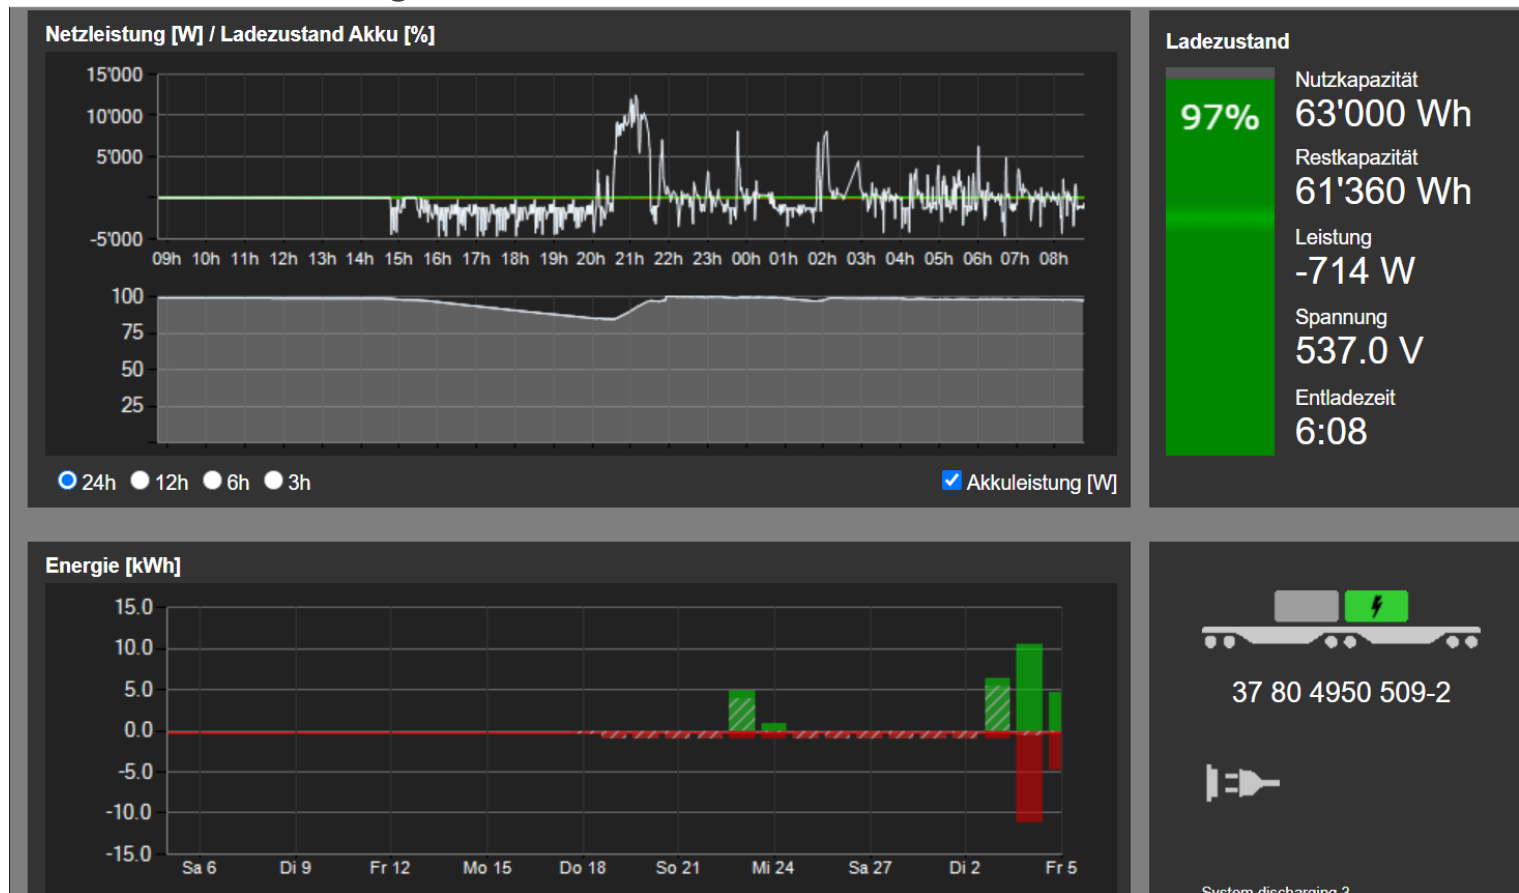 Netzleistung [W] / Ladezustand Akku [%]
15'000
10'000
5'000
-5'000
09h 10h 11h 12h 13h 14h 15h 16h 17h 18h 19h 20h 21h 22h 23h 00h 01h 02h 03h 04h 05h 06h 07h 08h
100
75
50
25
24h 12h 6h 3h
Akkuleistung [W]
Ladezustand
97%
Nutzkapazität
63'000 Wh
Restkapazität
61'360 Wh
Leistung
-714 W
Spannung
537.0 V
Entladezeit
6:08
Energie [kWh]
15.0
10.0
5.0
0.0
-5.0
-10.0
-15.0
Sa 6 Di 9 Fr 12 Mo 15 Do 18 So 21 Mi 24 Sa 27 Di 2 Fr 5
37 80 4950 509-2
System discharging